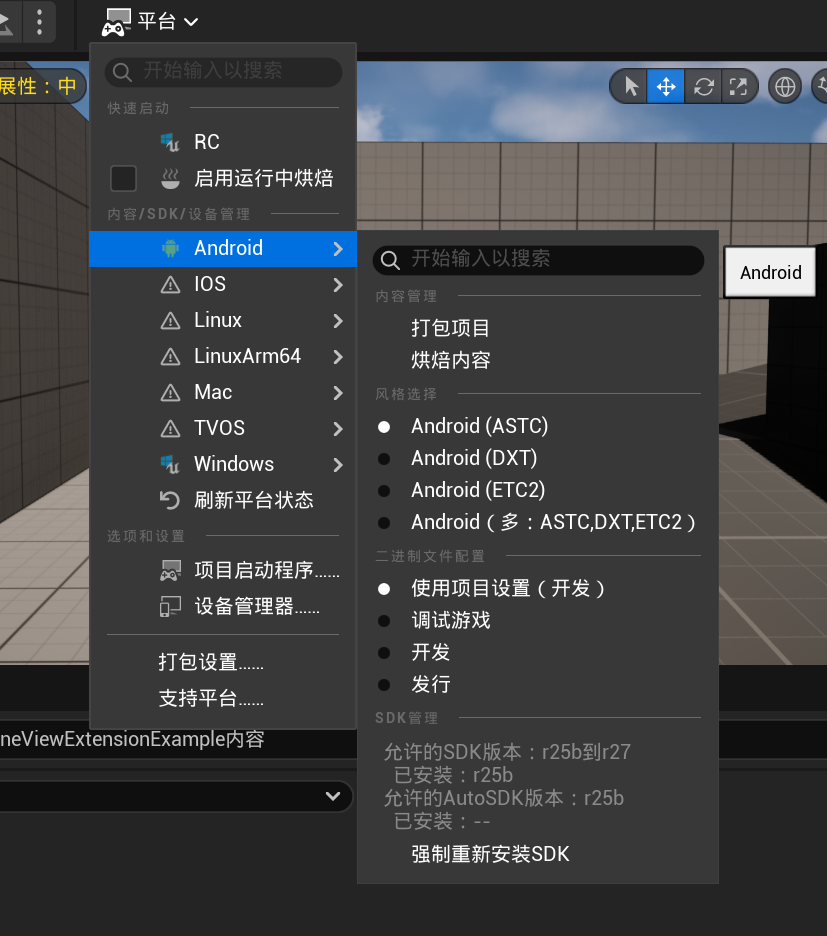 平台
展性：中
开始输入以搜索
快速启动
RC
启用运行中烘焙
内容/SDK/设备管理
Android
IOS
Linux
LinuxArm64
Mac
TVOS
Windows
刷新平台状态
选项和设置
项目启动程序......
设备管理器......
打包设置......
支持平台......
开始输入以搜索
内容管理
打包项目
烘焙内容
风格选择
Android (ASTC)
Android (DXT)
Android (ETC2)
Android（多：ASTC,DXT,ETC2）
二进制文件配置
使用项目设置（开发）
调试游戏
开发
发行
SDK管理
允许的SDK版本：r25b到r27
已安装：r25b
允许的AutoSDK版本：r25b
已安装：--
强制重新安装SDK
Android
neViewExtensionExample内容